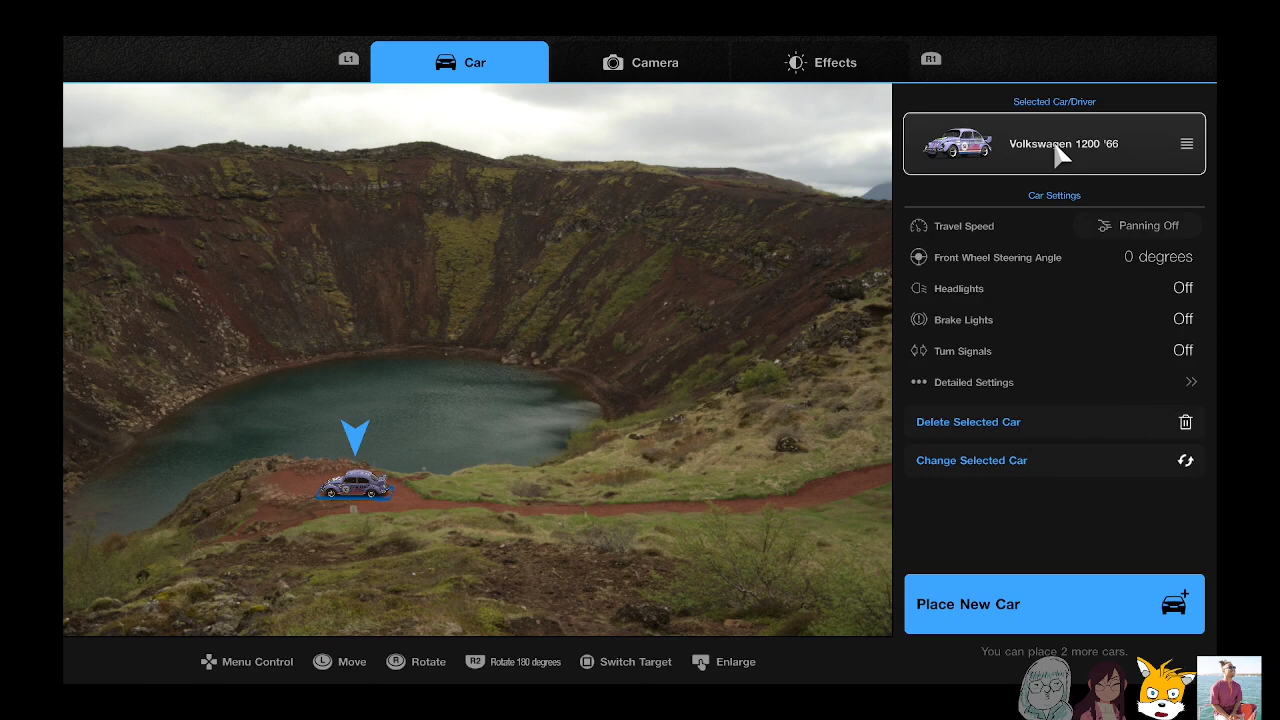 L1
Car
Camera
Effects
R1
Selected Car/Driver
Volkswagen 1200 '66
Car Settings
Travel Speed
Panning Off
Front Wheel Steering Angle
0 degrees
Headlights
Off
Brake Lights
Off
Turn Signals
Off
Detailed Settings
Delete Selected Car
Change Selected Car
Place New Car
You can place 2 more cars.
Menu Control
L Move
R Rotate
R2 Rotate 180 degrees
Switch Target
Enlarge